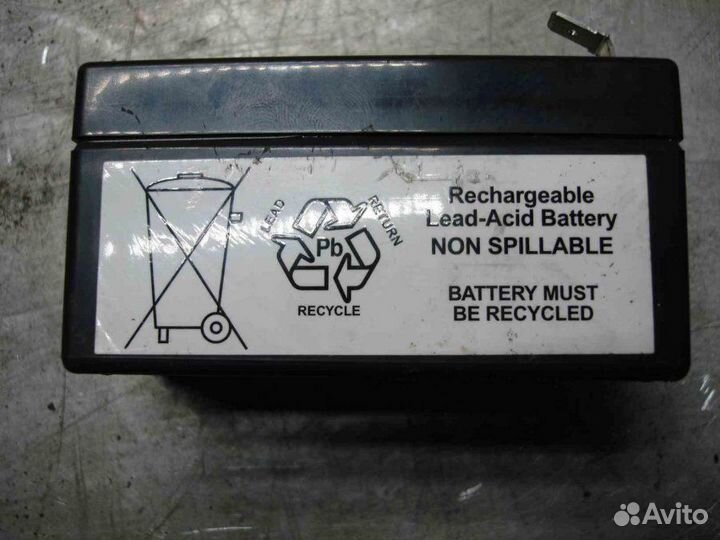 LEAD
RETURN
Pb
RECYCLE
Rechargeable
Lead-Acid Battery
NON SPILLABLE
BATTERY MUST
BE RECYCLED
Avito